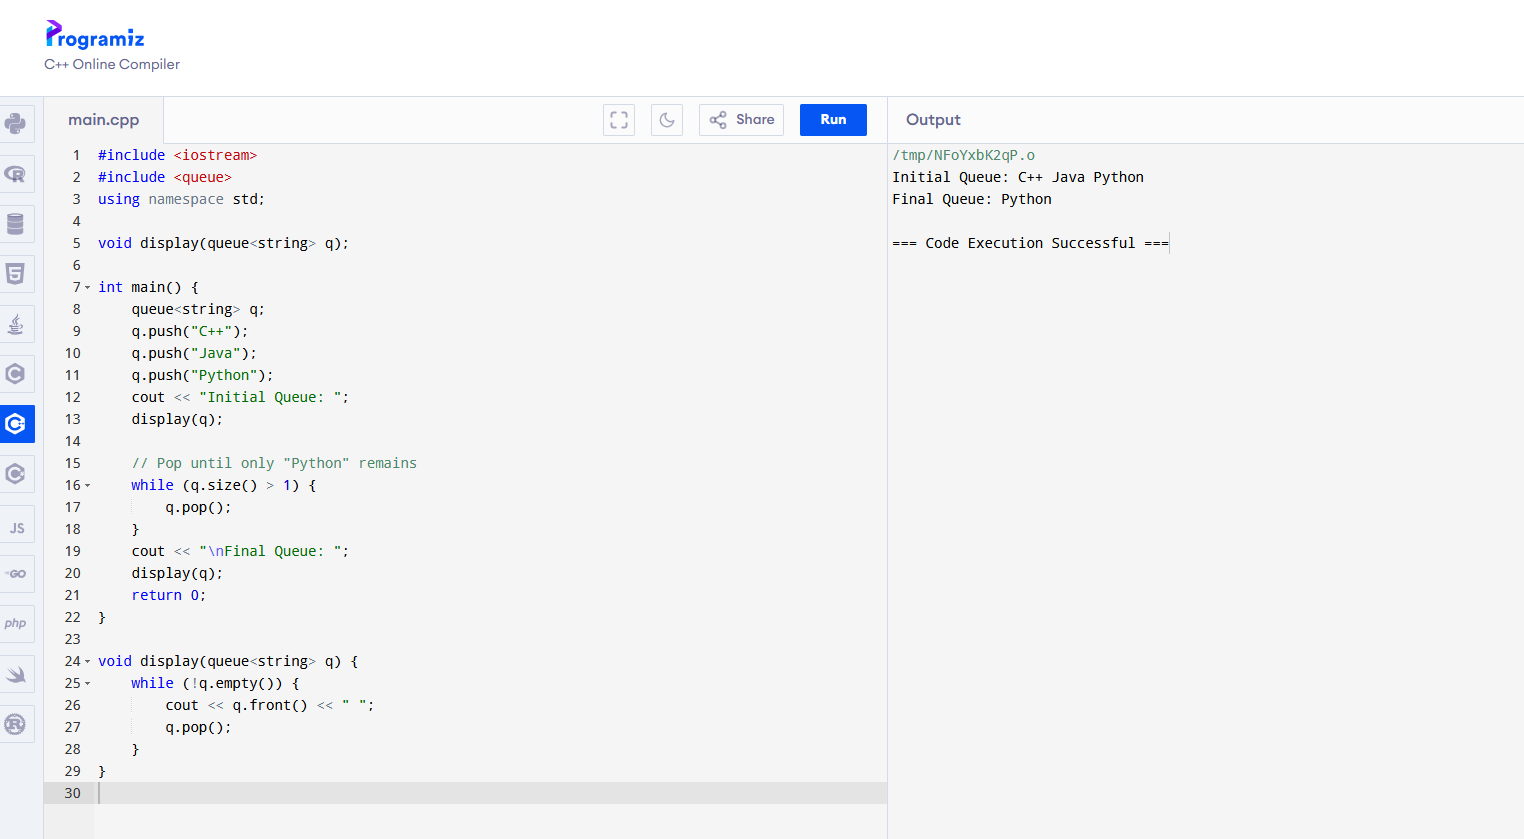 Programiz
C++ Online Compiler
main.cpp
Share
Run
Output
1 #include <iostream>
2 #include <queue>
3 using namespace std;
4
5 void display(queue<string> q);
6
7 int main() {
8     queue<string> q;
9     q.push("C++");
10     q.push("Java");
11     q.push("Python");
12     cout << "Initial Queue: ";
13     display(q);
14
15     // Pop until only "Python" remains
16     while (q.size() > 1) {
17         q.pop();
18     }
19     cout << "\nFinal Queue: ";
20     display(q);
21     return 0;
22 }
23
24 void display(queue<string> q) {
25     while (!q.empty()) {
26         cout << q.front() << " ";
27         q.pop();
28     }
29 }
30
/tmp/NFoYxbK2qP.o
Initial Queue: C++ Java Python
Final Queue: Python
=== Code Execution Successful ===
R
5
C
C+
C
JS
GO
php
R